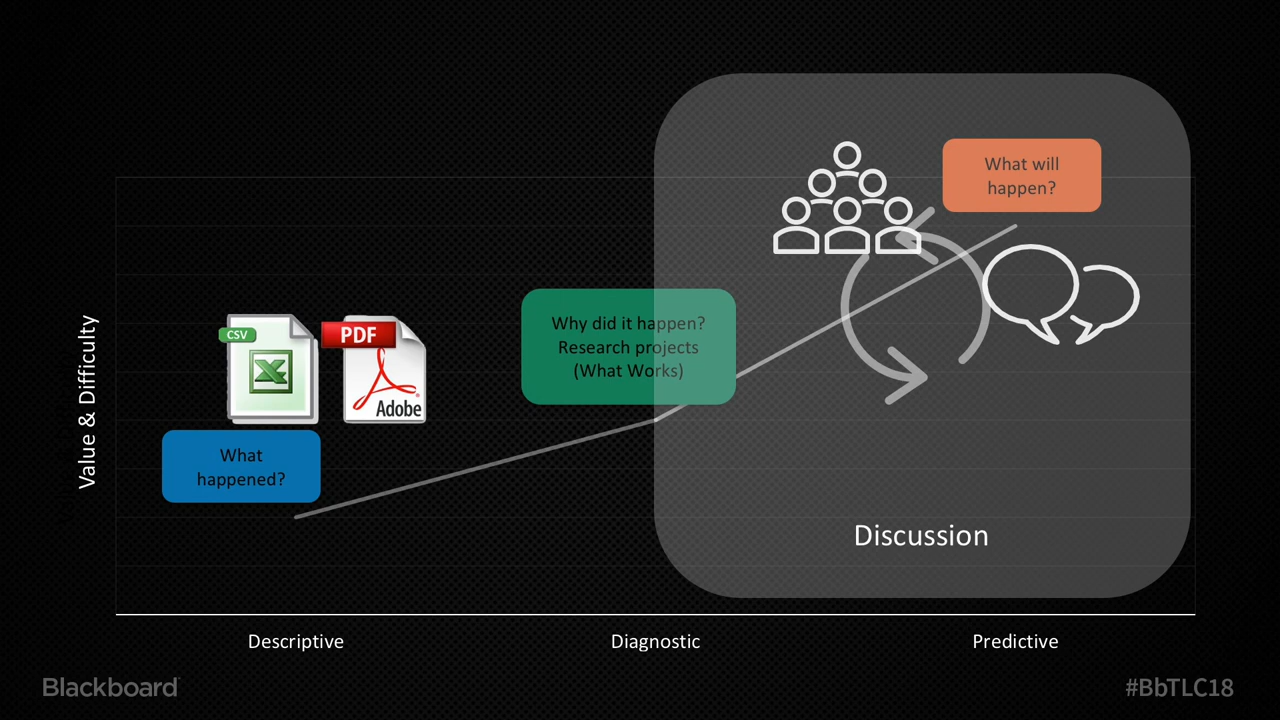 What will
happen?
Why did it happen?
Research projects
(What Works)
CSV
PDF
Adobe
What
happened?
Value & Difficulty
Discussion
Descriptive
Diagnostic
Predictive
Blackboard
#BbTLC18